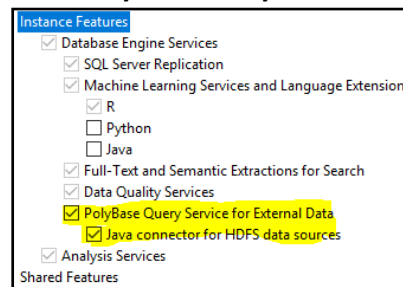 Instance Features
Database Engine Services
SQL Server Replication
Machine Learning Services and Language Extension
R
Python
Java
Full-Text and Semantic Extractions for Search
Data Quality Services
PolyBase Query Service for External Data
Java connector for HDFS data sources
Analysis Services
Shared Features